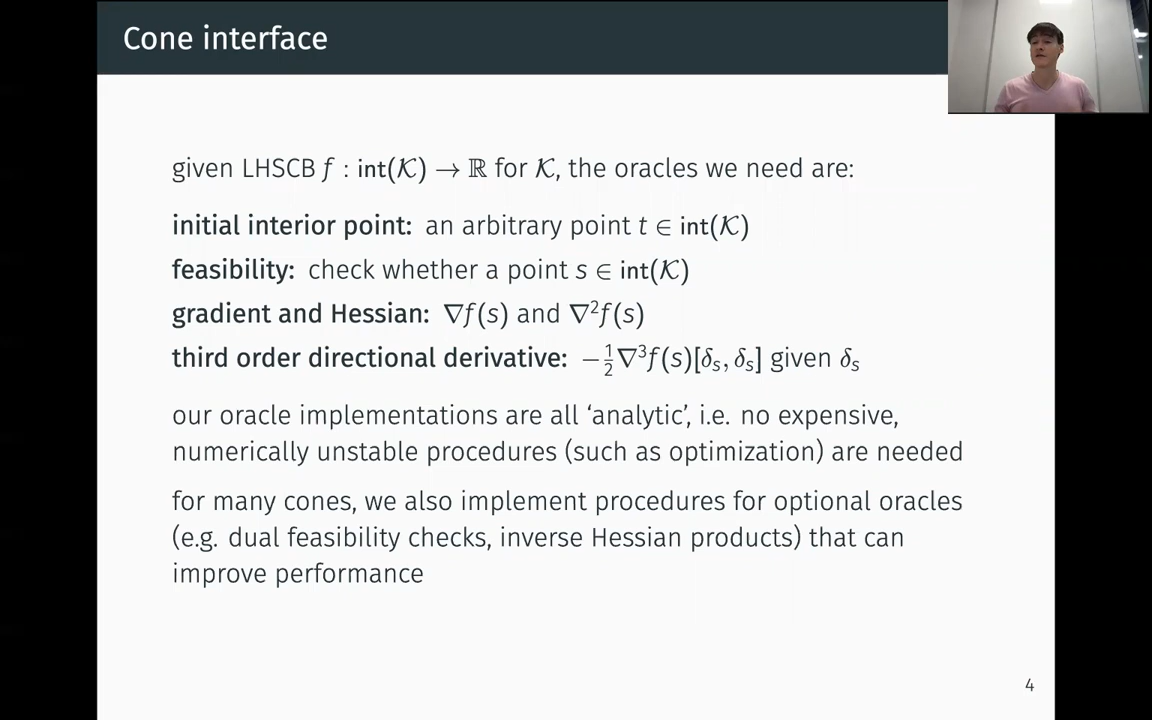 Cone interface
given LHSCB f : int(𝒦) → ℝ for 𝒦, the oracles we need are:
initial interior point: an arbitrary point t ∈ int(𝒦)
feasibility: check whether a point s ∈ int(𝒦)
gradient and Hessian: ∇f(s) and ∇²f(s)
third order directional derivative: −½∇³f(s)[δₛ, δₛ] given δₛ
our oracle implementations are all ‘analytic’, i.e. no expensive,
numerically unstable procedures (such as optimization) are needed
for many cones, we also implement procedures for optional oracles
(e.g. dual feasibility checks, inverse Hessian products) that can
improve performance
4